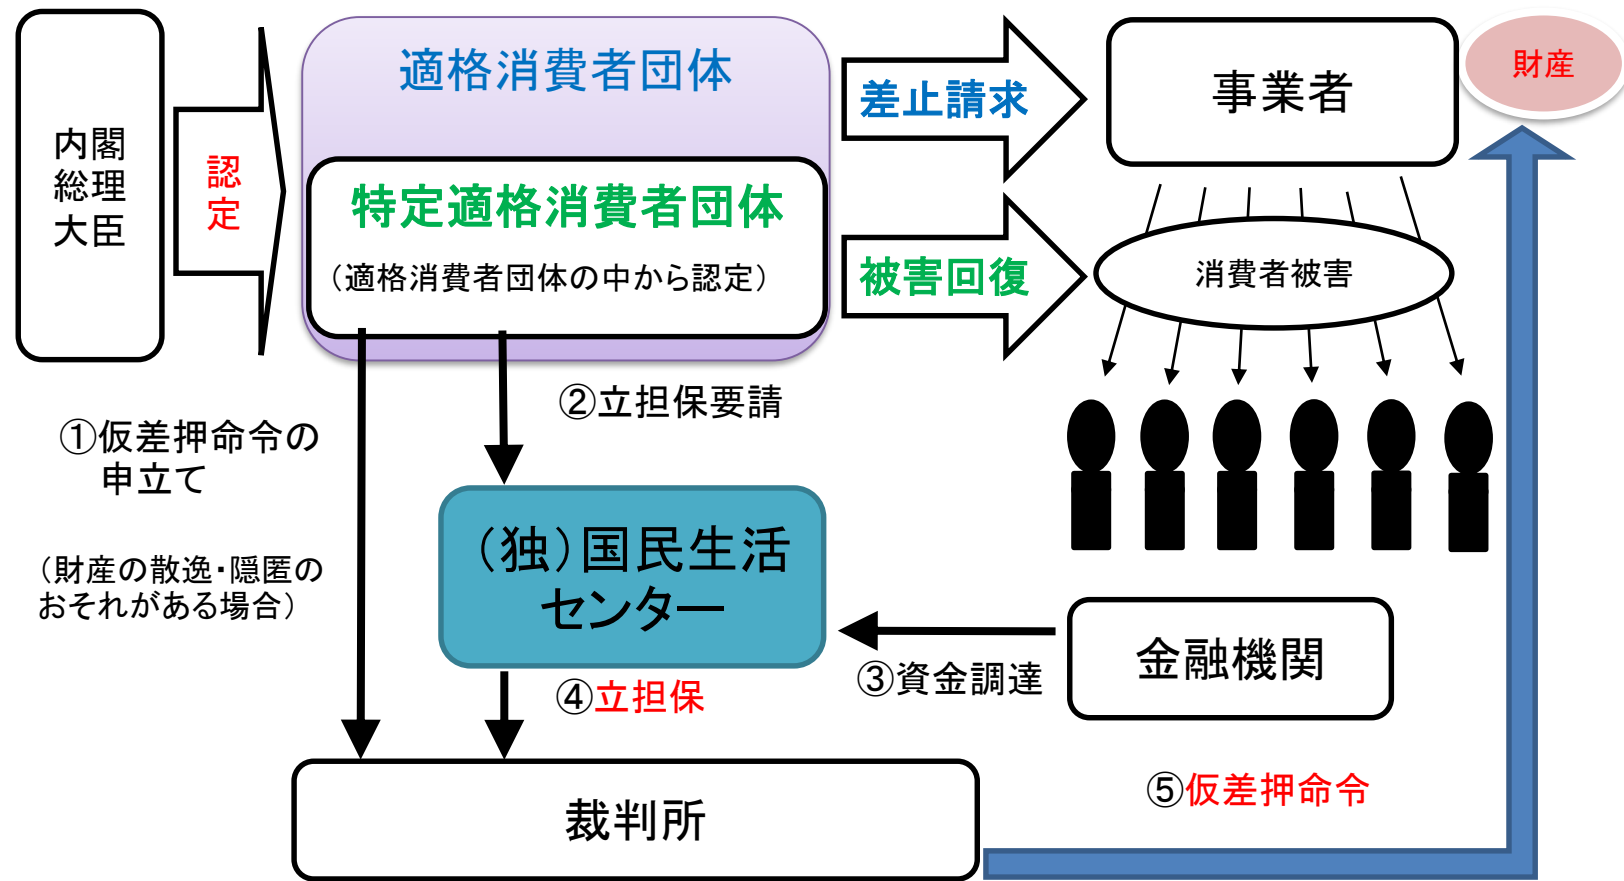 内閣
総理
大臣
認
定
適格消費者団体
特定適格消費者団体
（適格消費者団体の中から認定）
差止請求
被害回復
事業者
財産
消費者被害
①仮差押命令の
申立て
（財産の散逸・隠匿の
おそれがある場合）
②立担保要請
（独）国民生活
センター
③資金調達
金融機関
④立担保
⑤仮差押命令
裁判所